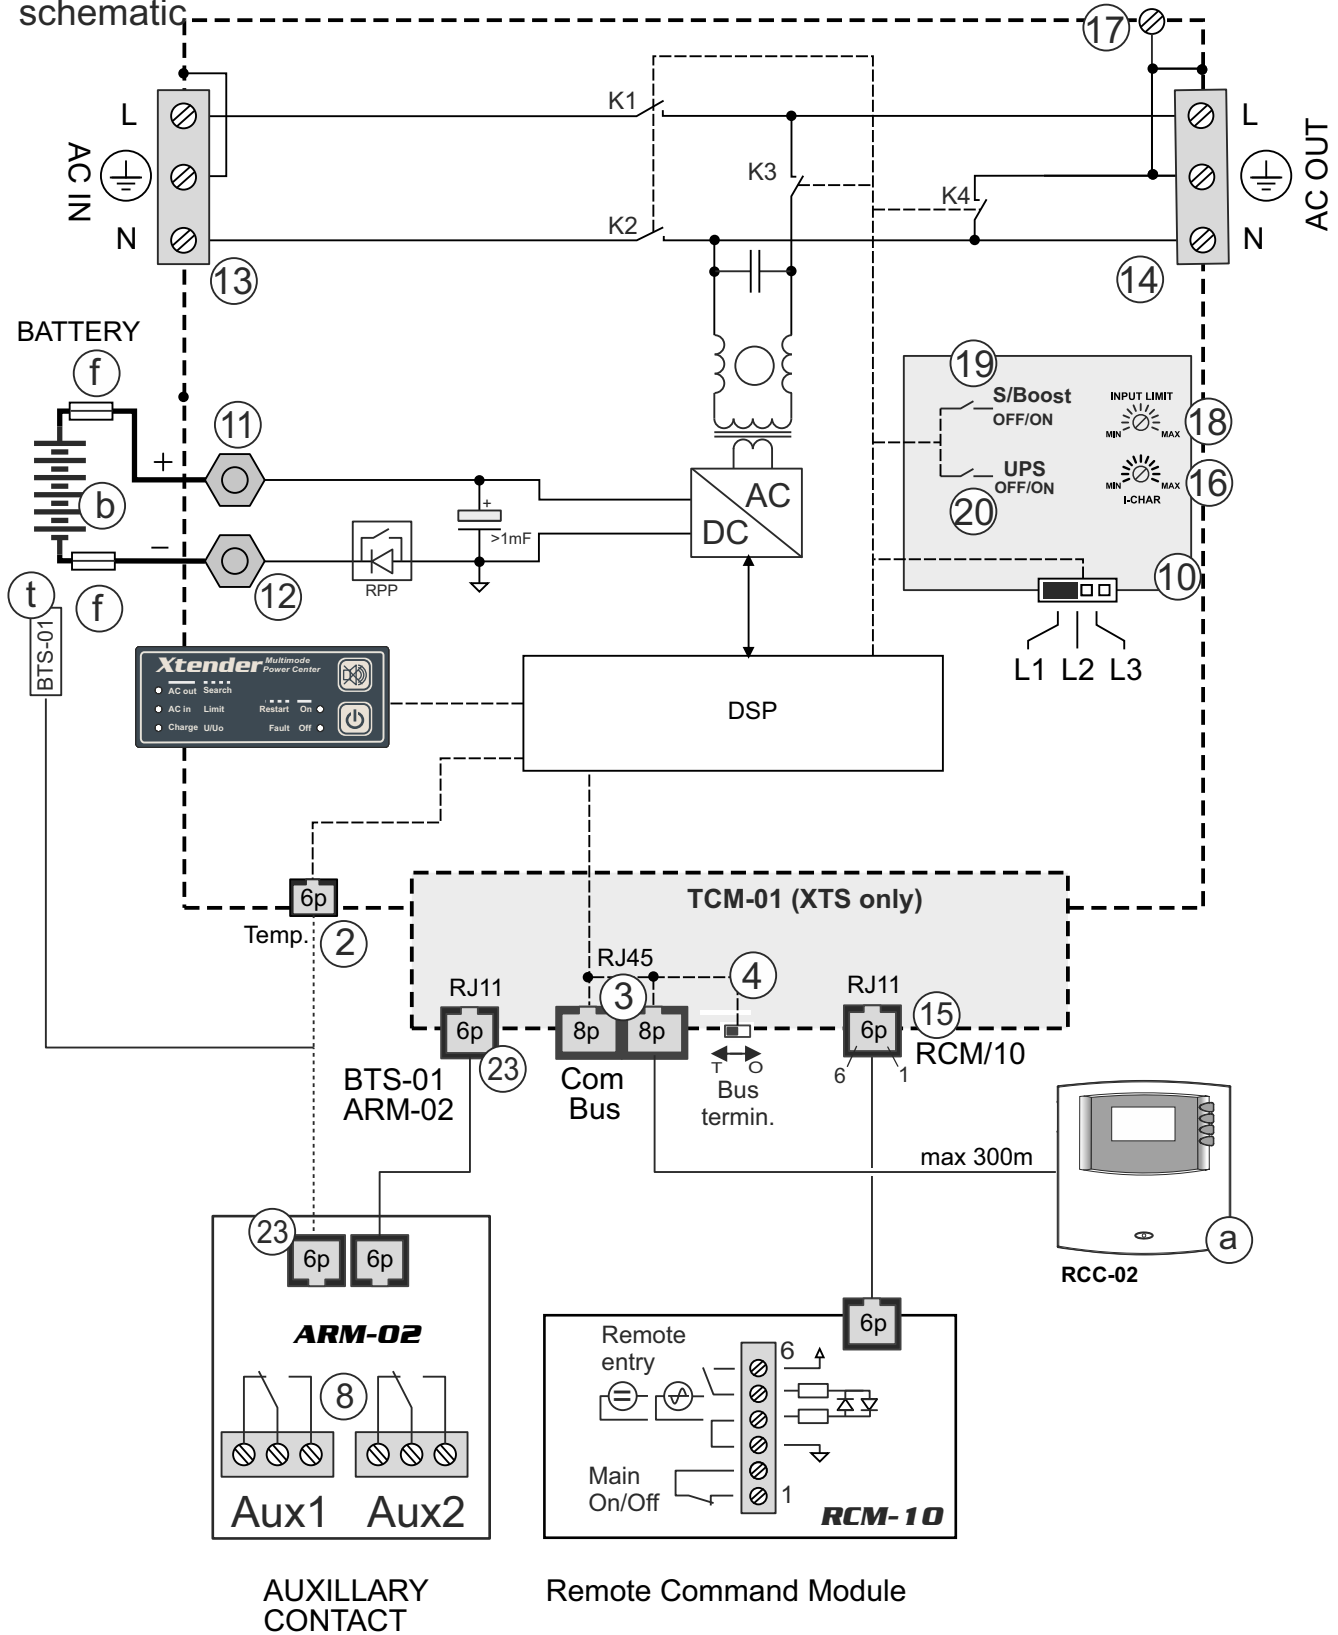 schematic
17
K1
L
L
AC IN
AC OUT
K3
K4
N
K2
N
13
14
BATTERY
f
19
S/Boost
OFF/ON
INPUT LIMIT
MIN
MAX
18
11
+
b
AC
DC
UPS
OFF/ON
MIN
MAX
I-CHAR
16
20
+
>1mF
–
RPP
12
10
t
f
BTS-01
L1 L2 L3
Xtender Multimode
Power Center
AC out Search
AC in Limit Restart On
Charge U/Uo Fault Off
DSP
6p
Temp.
2
TCM-01 (XTS only)
RJ45
RJ11
3
4
RJ11
6p
8p
8p
6p
15
RCM/10
23
6
1
BTS-01
ARM-02
Com
Bus
T O
Bus
termin.
max 300m
a
RCC-02
23
6p
6p
ARM-02
8
Aux1
Aux2
6p
Remote
entry
6
Main
On/Off
1
RCM-10
AUXILLARY
CONTACT
Remote Command Module